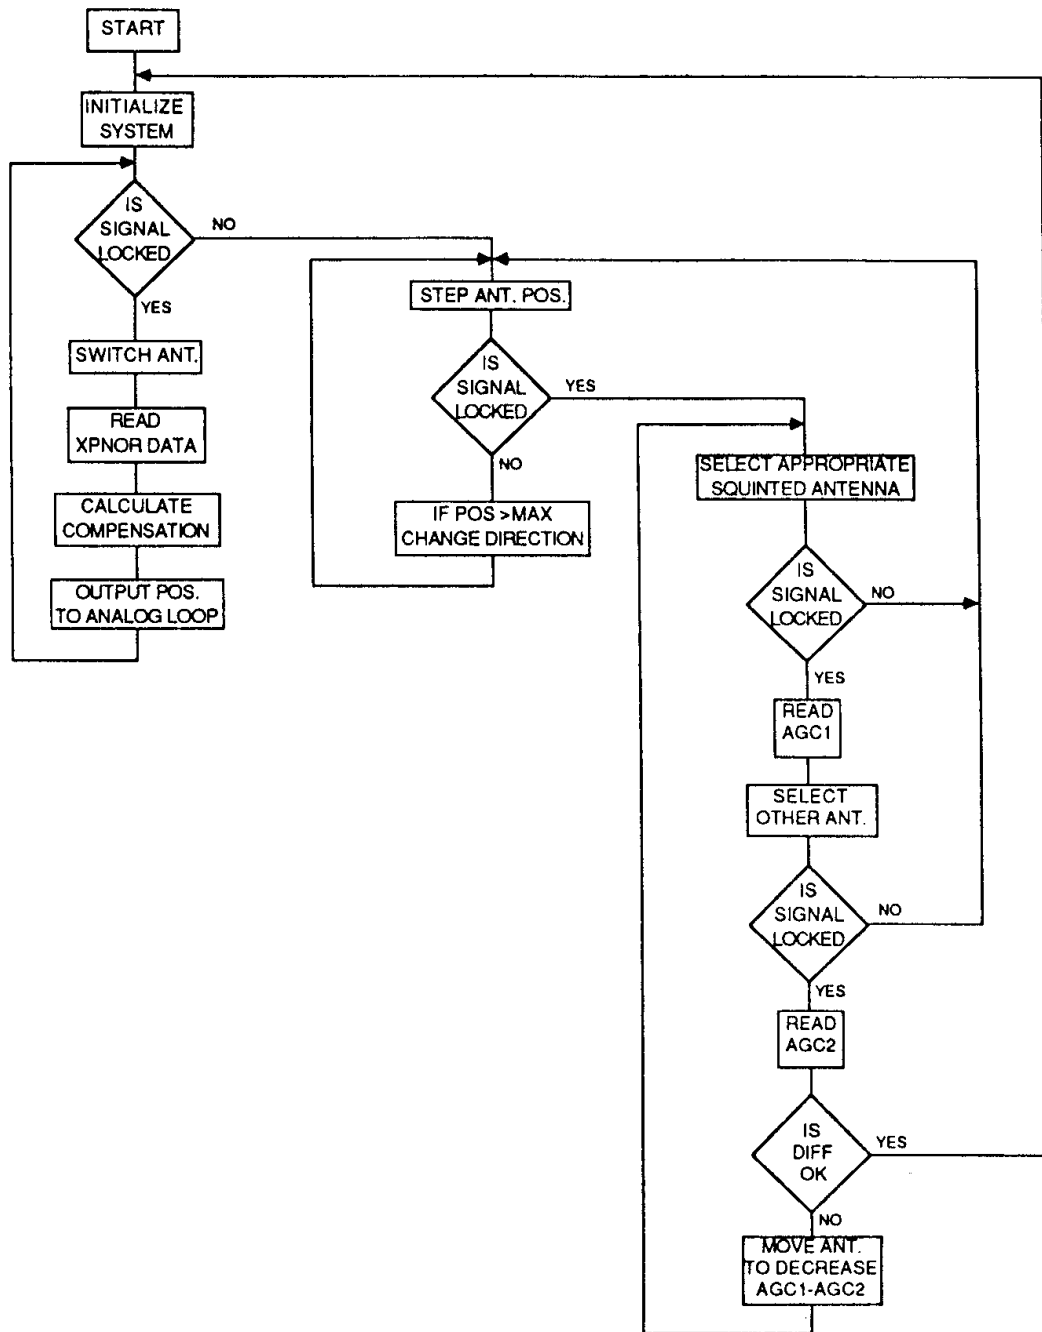 START
INITIALIZE
SYSTEM
IS
SIGNAL
LOCKED
NO
YES
SWITCH ANT.
READ
XPNOR DATA
CALCULATE
COMPENSATION
OUTPUT POS.
TO ANALOG LOOP
STEP ANT. POS.
IS
SIGNAL
LOCKED
YES
NO
IF POS >MAX
CHANGE DIRECTION
SELECT APPROPRIATE
SQUINTED ANTENNA
IS
SIGNAL
LOCKED
NO
YES
READ
AGC1
SELECT
OTHER ANT.
IS
SIGNAL
LOCKED
NO
YES
READ
AGC2
IS
DIFF
OK
YES
NO
MOVE ANT.
TO DECREASE
AGC1-AGC2